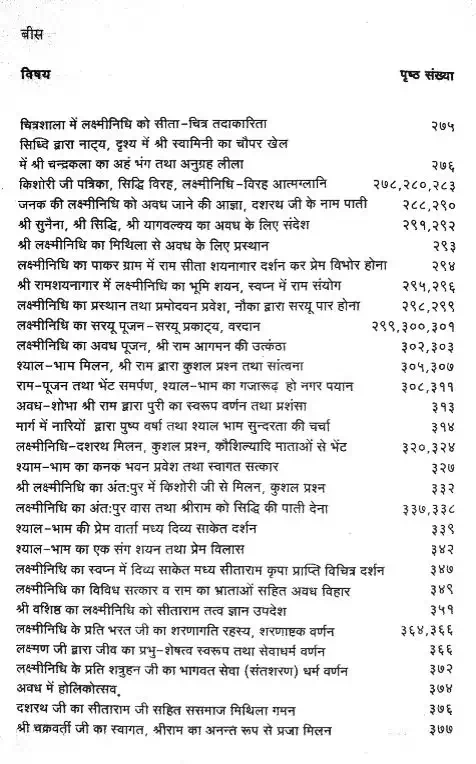 बीस
विषय पृष्ठ संख्या
चित्रशाला में लक्ष्मीनिधि को सीता-चित्र तदाकारिता २७५
सिध्दि द्वारा नाट्य, दृश्य में श्री स्वामिनी का चौपर खेल
में श्री चन्द्रकला का अहं भंग तथा अनुग्रह लीला २७६
किशोरी जी पत्रिका, सिद्धि विरह, लक्ष्मीनिधि-विरह आत्मग्लानि २७८,२८०,२८३
जनक की लक्ष्मीनिधि को अवध जाने की आज्ञा, दशरथ जी के नाम पाती २८८,२९०
श्री सुनैना, श्री सिद्धि, श्री यागवल्क्य का अवध के लिए संदेश २९१,२९२
श्री लक्ष्मीनिधि का मिथिला से अवध के लिए प्रस्थान २९३
लक्ष्मीनिधि का पाकर ग्राम में राम सीता शयनागार दर्शन कर प्रेम विभोर होना २९४
श्री रामशयनागार में लक्ष्मीनिधि का भूमि शयन, स्वप्न में राम संयोग २९५,२९६
लक्ष्मीनिधि का प्रस्थान तथा प्रमोदवन प्रवेश, नौका द्वारा सरयू पार होना २९८,२९९
लक्ष्मीनिधि का सरयू पूजन-सरयू प्रकाट्य, वरदान २९९,३००,३०१
लक्ष्मीनिधि का अवध पूजन, श्री राम आगमन की उत्कंठा ३०२,३०३
श्याल-भाम मिलन, श्री राम द्वारा कुशल प्रश्न तथा सांत्वना ३०५,३०७
राम-पूजन तथा भेंट समर्पण, श्याल-भाम का गजारूढ़ हो नगर पयान ३०८,३११
अवध-शोभा श्री राम द्वारा पुरी का स्वरूप वर्णन तथा प्रशंसा ३१३
मार्ग में नारियों द्वारा पुष्प वर्षा तथा श्याल भाम सुन्दरता की चर्चा ३१४
लक्ष्मीनिधि-दशरथ मिलन, कुशल प्रश्न, कौशिल्यादि माताओं से भेंट ३२०,३२४
श्याम-भाम का कनक भवन प्रवेश तथा स्वागत सत्कार ३२७
श्री लक्ष्मीनिधि का अंत:पुर में किशोरी जी से मिलन, कुशल प्रश्न ३३२
लक्ष्मीनिधि का अंत:पुर वास तथा श्रीराम को सिद्धि की पाती देना ३३७,३३८
श्याल-भाम की प्रेम वार्ता मध्य दिव्य साकेत दर्शन ३३९
श्याल-भाम का एक संग शयन तथा प्रेम विलास ३४२
लक्ष्मीनिधि का स्वप्न में दिव्य साकेत मध्य सीताराम कृपा प्राप्ति विचित्र दर्शन ३४७
लक्ष्मीनिधि का विविध सत्कार व राम का भ्राताओं सहित अवध विहार ३४९
श्री वशिष्ठ का लक्ष्मीनिधि को सीताराम तत्व ज्ञान उपदेश ३५१
लक्ष्मीनिधि के प्रति भरत जी का शरणागति रहस्य, शरणाष्टक वर्णन ३६४,३६६
लक्ष्मण जी द्वारा जीव का प्रभु-शेषत्व स्वरूप तथा सेवाधर्म वर्णन ३६६
लक्ष्मीनिधि के प्रति शत्रुहन जी का भागवत सेवा (संतशरण) धर्म वर्णन ३७२
अवध में होलिकोत्सव. ३७४
दशरथ जी का सीताराम जी सहित ससमाज मिथिला गमन ३७६
श्री चक्रवर्ती जी का स्वागत, श्रीराम का अनन्त रूप से प्रजा मिलन ३७७